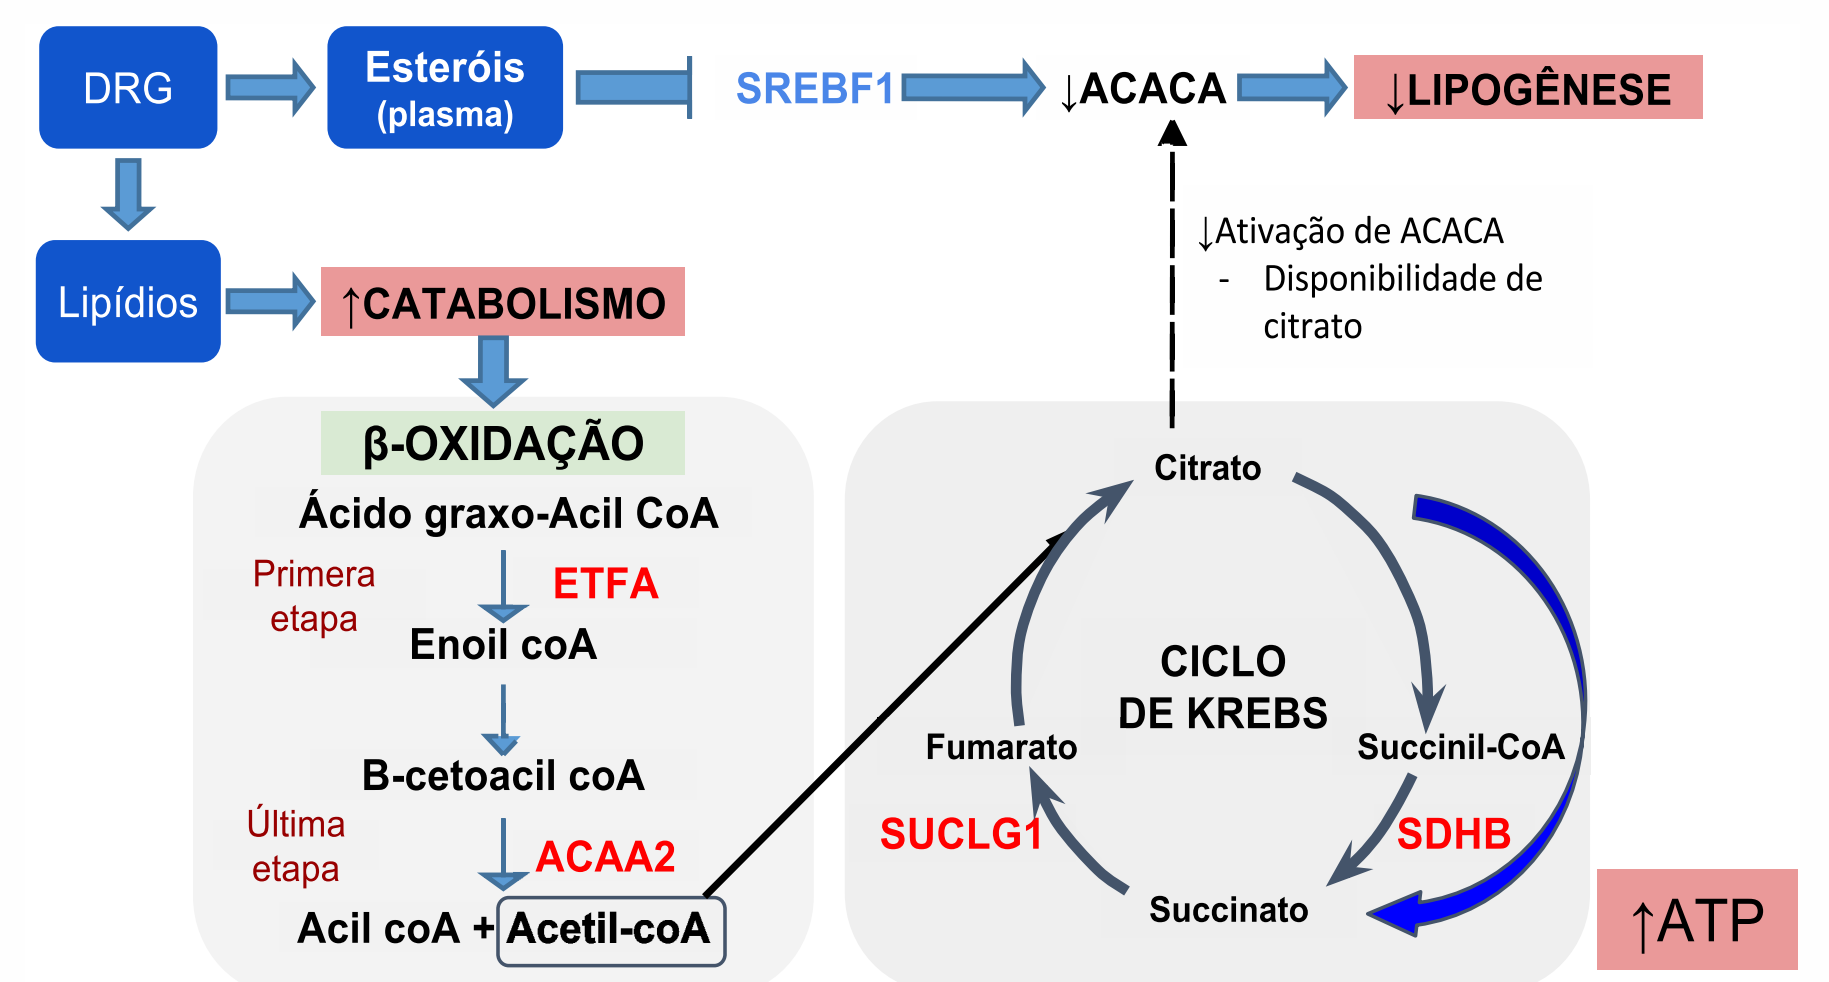 DRG
Esteróis
(plasma)
SREBF1
↓ACACA
↓LIPOGÊNESE
↓Ativação de ACACA
- Disponibilidade de
citrato
Lipídios
↑CATABOLISMO
β-OXIDAÇÃO
Ácido graxo-Acil CoA
Primera
etapa
ETFA
Enoil coA
B-cetoacil coA
Última
etapa
ACAA2
Acil coA + Acetil-coA
Citrato
CICLO
DE KREBS
Fumarato
Succinil-CoA
SUCLG1
SDHB
Succinato
↑ATP